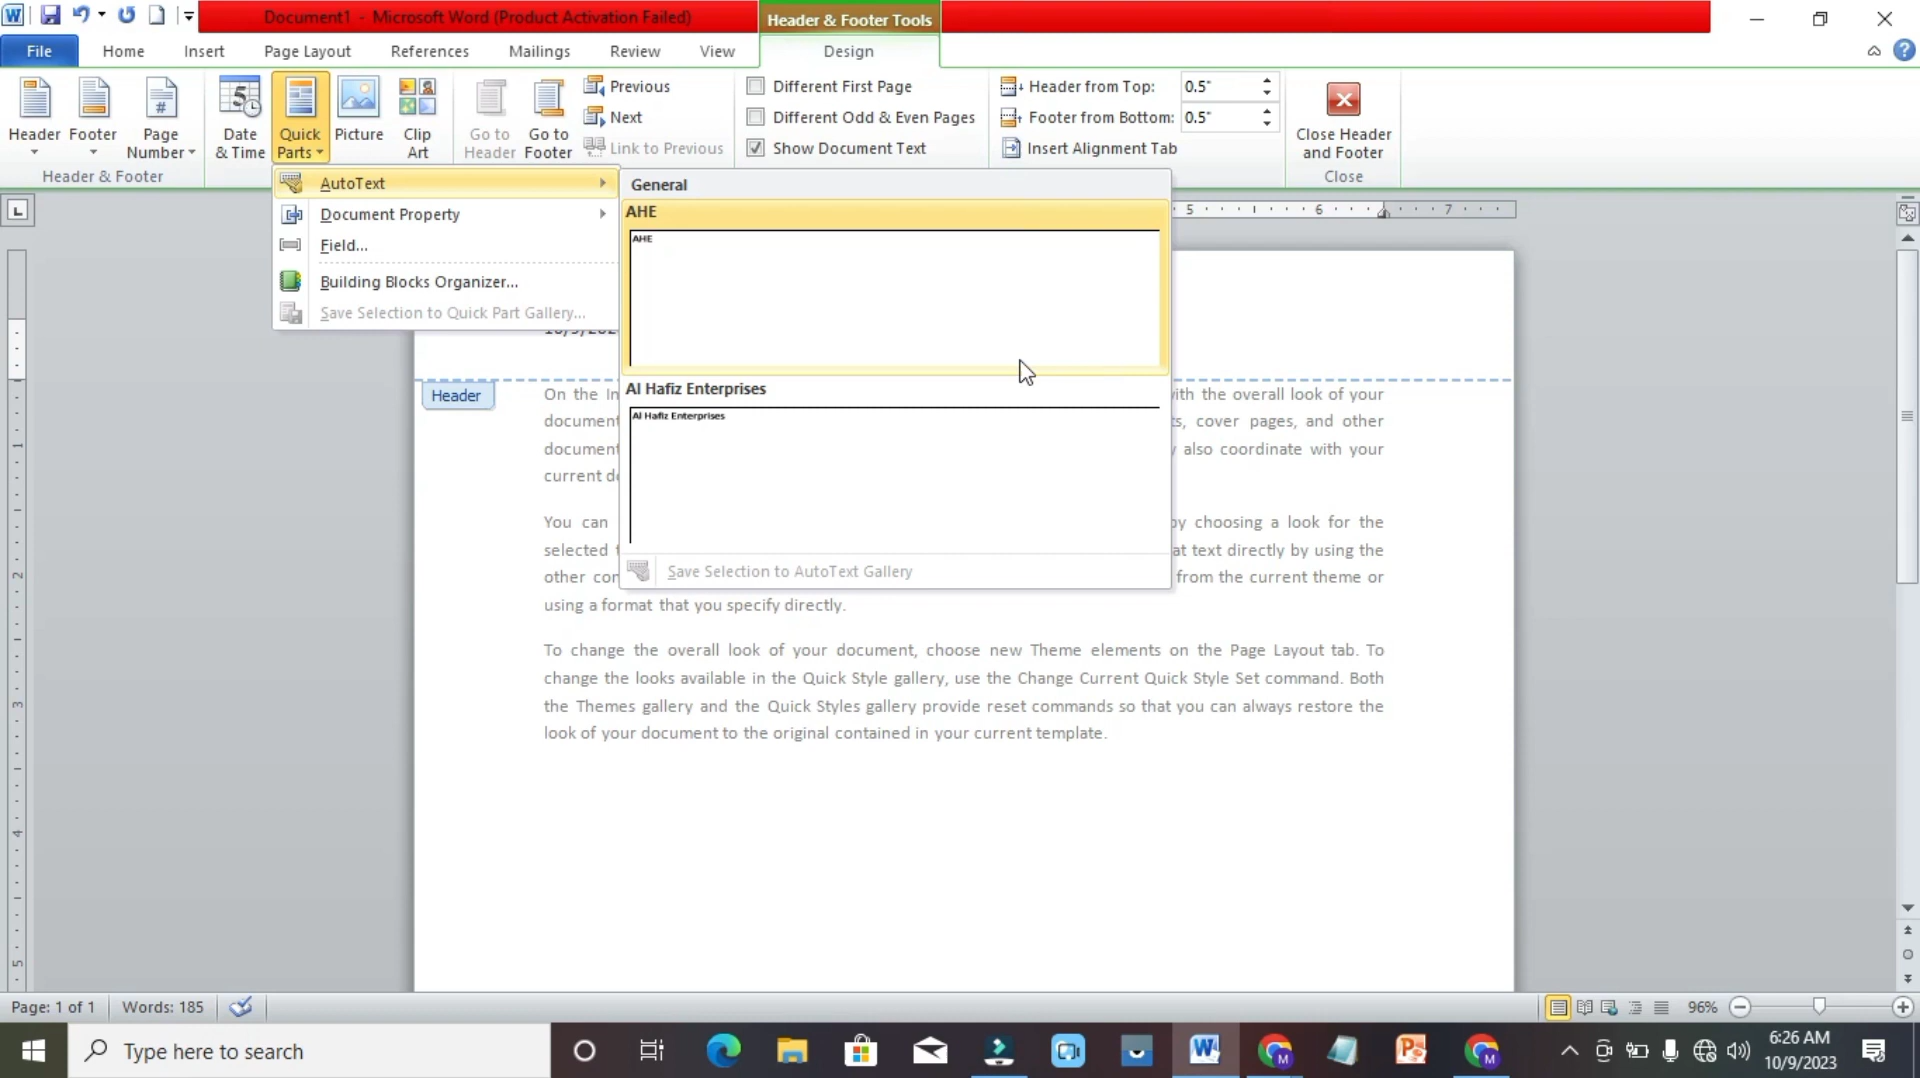 Document1 - Microsoft Word (Product Activation Failed)
Header & Footer Tools
File
Home
Insert
Page Layout
References
Mailings
Review
View
Design
Header
Footer
Page
Number
Date
& Time
Quick
Parts
Picture
Clip
Art
Go to
Header
Go to
Footer
Previous
Next
Link to Previous
Different First Page
Different Odd & Even Pages
Show Document Text
Header from Top: 0.5"
Footer from Bottom: 0.5"
Insert Alignment Tab
Close Header
and Footer
Header & Footer
Close
AutoText
Document Property
Field...
Building Blocks Organizer...
Save Selection to Quick Part Gallery...
General
AHE
AHE
Al Hafiz Enterprises
Al Hafiz Enterprises
Save Selection to AutoText Gallery
5 6 7
Header
On the In with the overall look of your
document cover pages, and other
document also coordinate with your
current
You can by choosing a look for the
selected text directly by using the
other from the current theme or
using a format that you specify directly.
To change the overall look of your document, choose new Theme elements on the Page Layout tab. To
change the looks available in the Quick Style gallery, use the Change Current Quick Style Set command. Both
the Themes gallery and the Quick Styles gallery provide reset commands so that you can always restore the
look of your document to the original contained in your current template.
Page: 1 of 1
Words: 185
96%
Type here to search
6:26 AM
10/9/2023